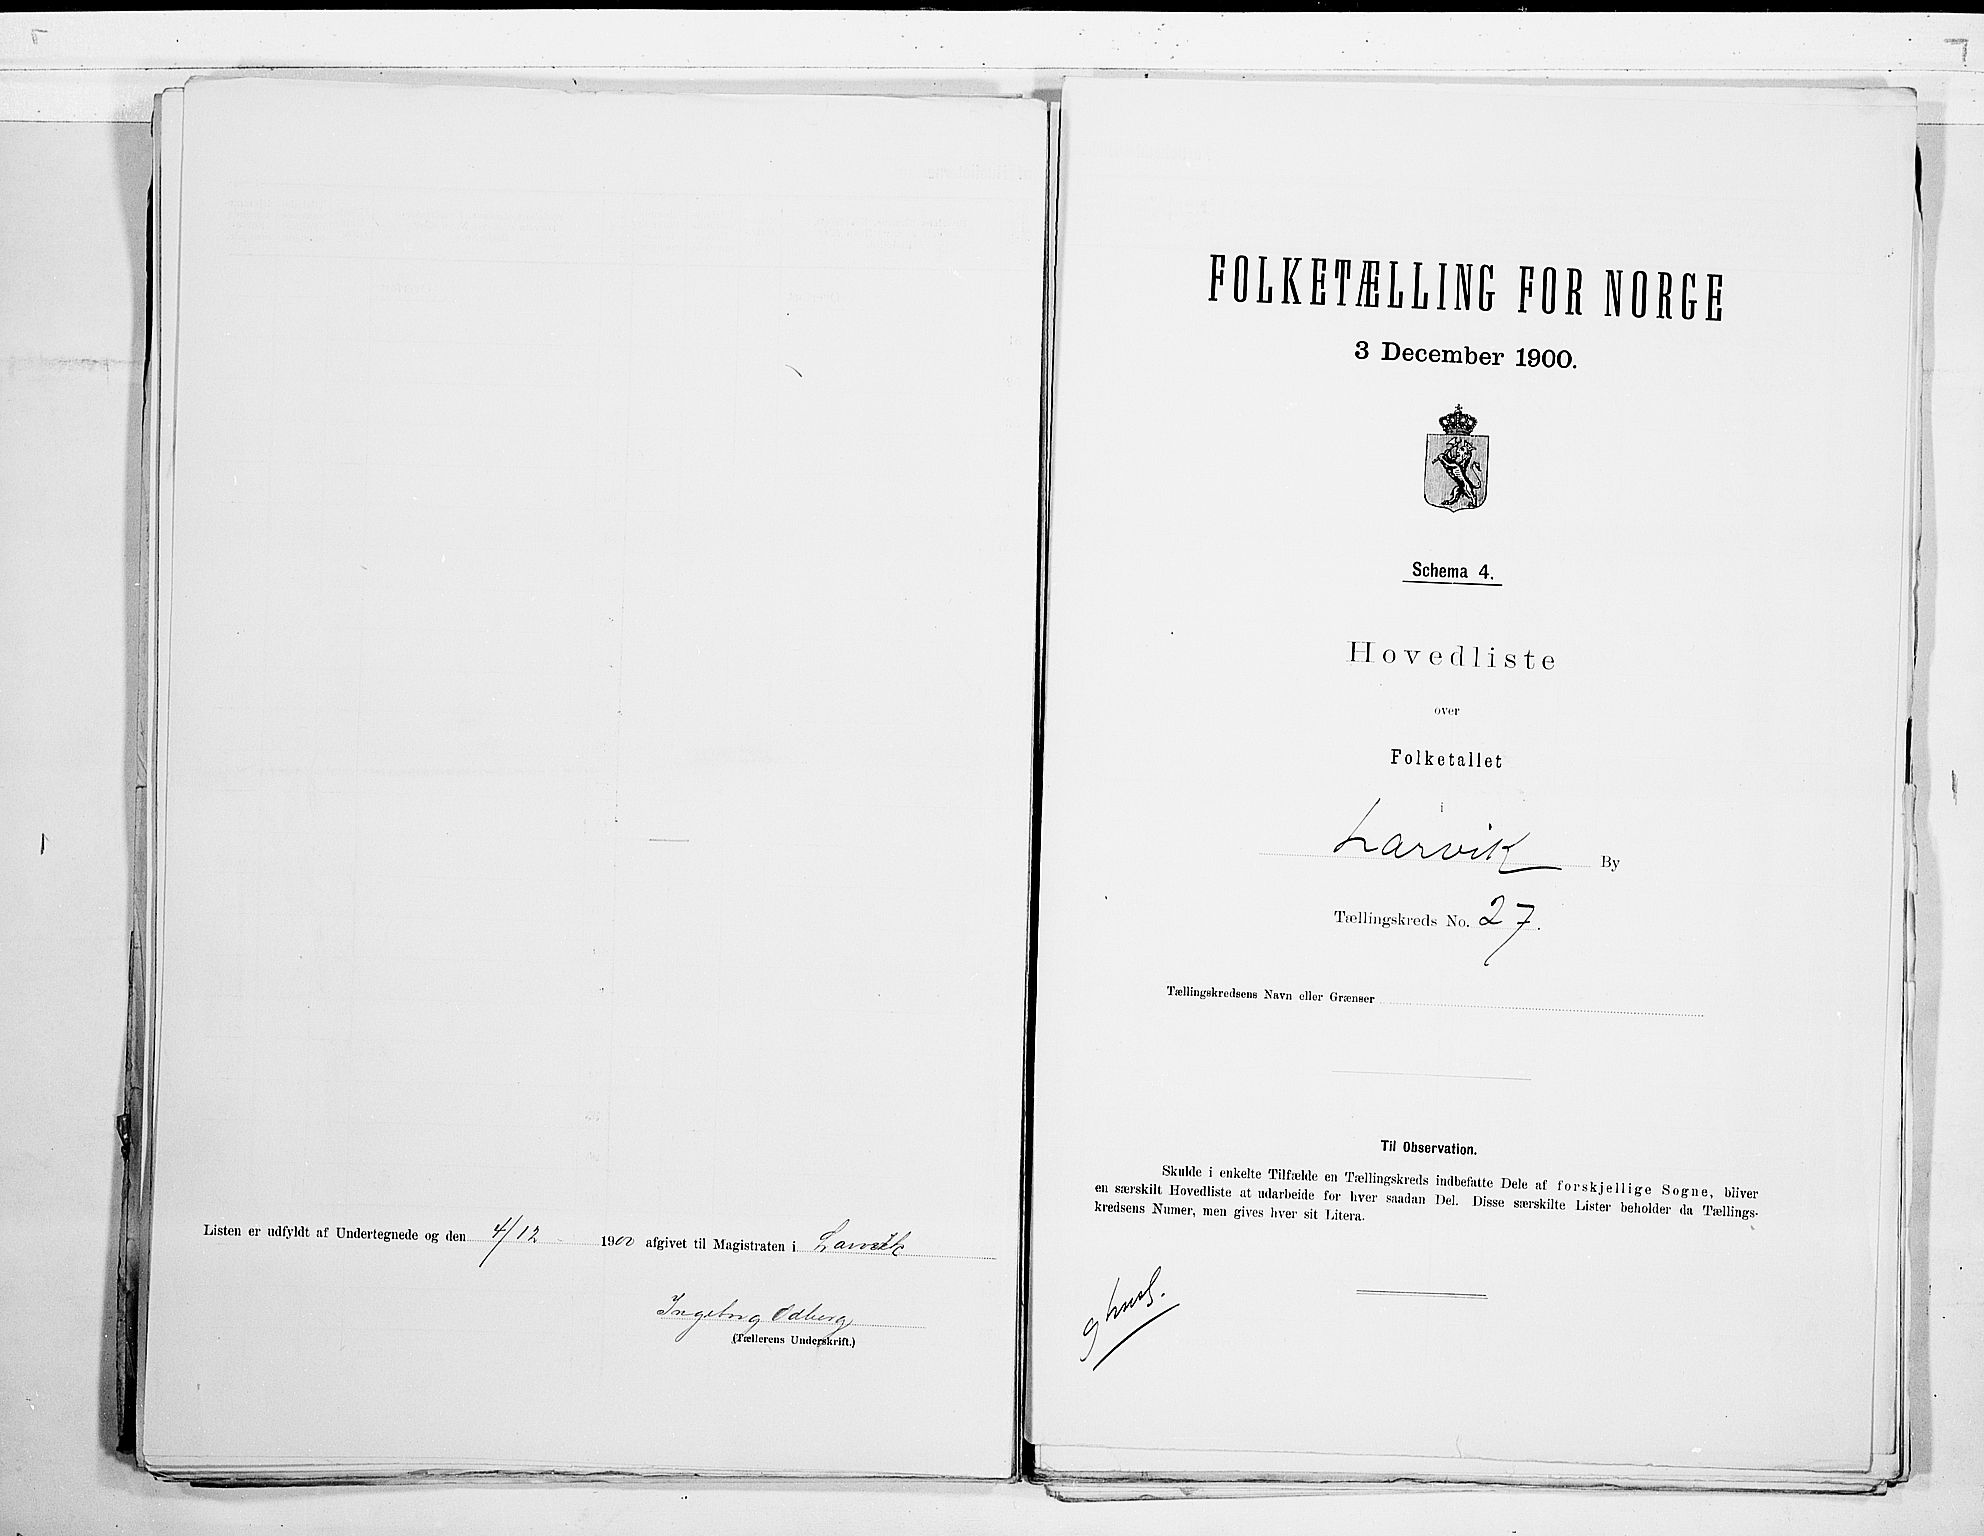 Listen er udfyldt af Undertegnede og den 4/12 1900 afgivet til Magistraten i Larvik
Ingeborg Odberg
(Tællerens Underskrift.)
FOLKETÆLLING FOR NORGE
3 December 1900.
Schema 4.
Hovedliste
over
Folketallet
i
Larvik By
Tællingskreds No. 27.
Tællingskredsens Navn eller Grænser
Til Observation.
Skulde i enkelte Tilfælde en Tællingskreds indbefatte Dele af forskjellige Sogne, bliver
en særskilt Hovedliste at udarbeide for hver saadan Del. Disse særskilte Lister beholder da Tællings-
kredsens Numer, men gives hver sit Litera.
9